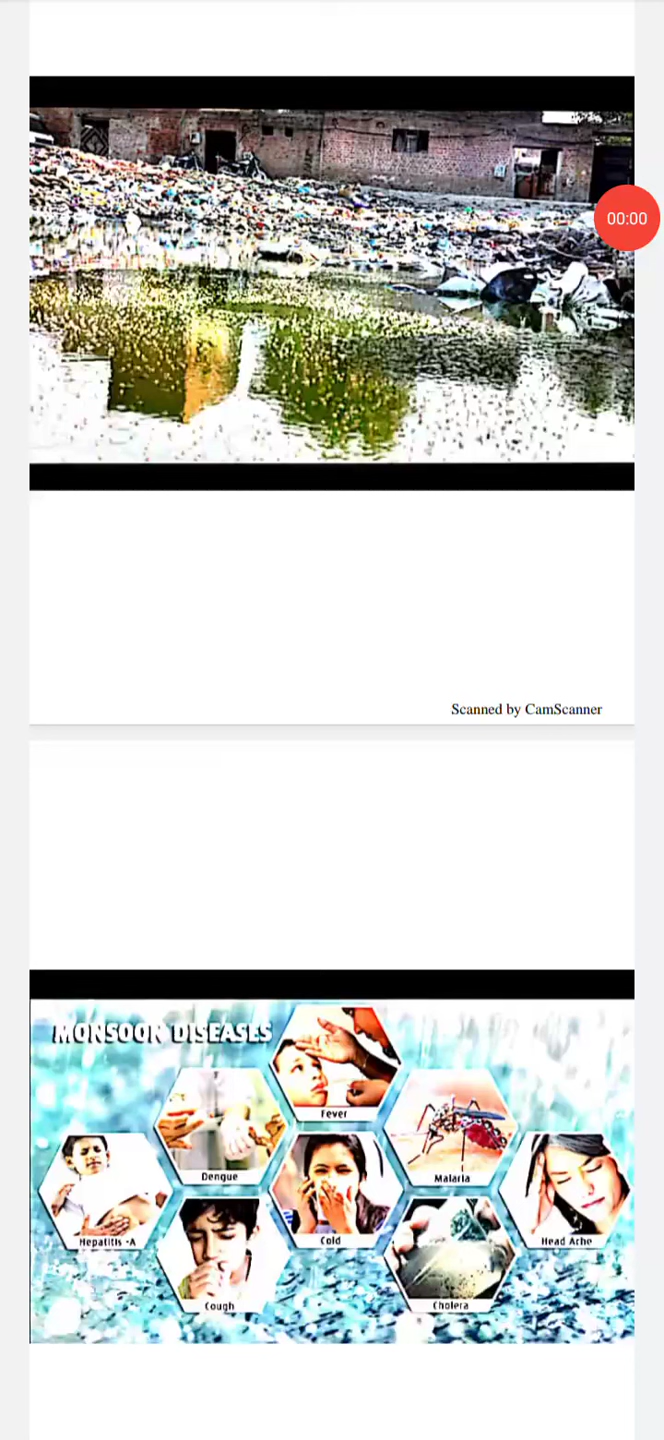 00:00
Scanned by CamScanner
MONSOON DISEASES
Fever
Dengue
Malaria
Hepatitis -A
Cold
Head Ache
Cough
Cholera